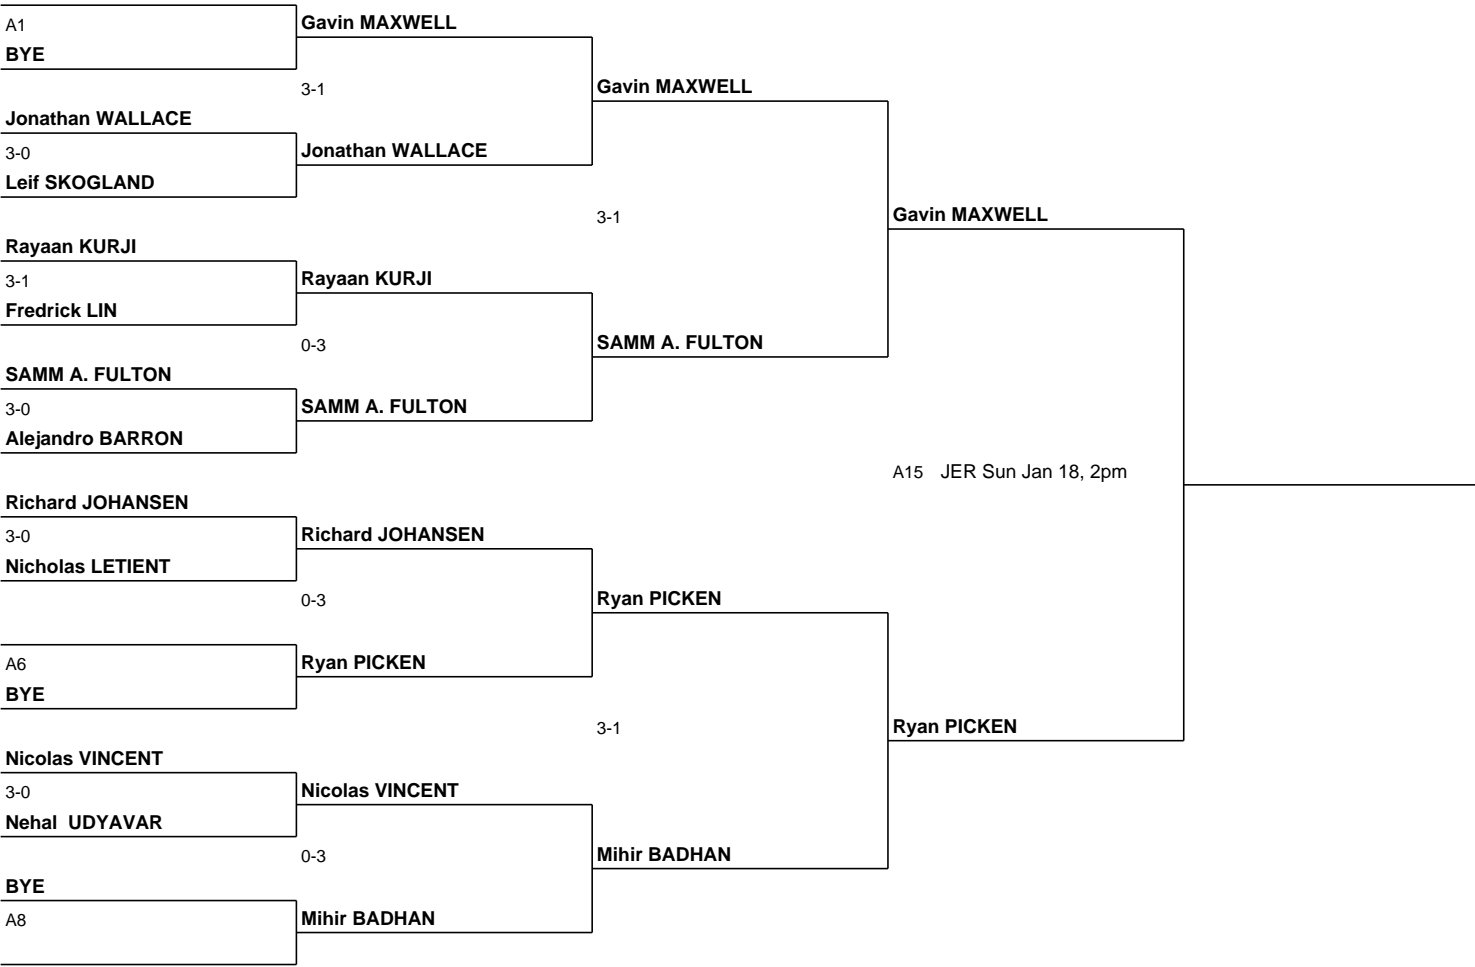 A1
BYE
Gavin MAXWELL
3-1
Jonathan WALLACE
3-0
Leif SKOGLAND
Jonathan WALLACE
Gavin MAXWELL
3-1
Rayaan KURJI
3-1
Fredrick LIN
Rayaan KURJI
0-3
SAMM A. FULTON
3-0
Alejandro BARRON
SAMM A. FULTON
SAMM A. FULTON
Gavin MAXWELL
A15 JER Sun Jan 18, 2pm
Richard JOHANSEN
3-0
Nicholas LETIENT
Richard JOHANSEN
0-3
A6
BYE
Ryan PICKEN
Ryan PICKEN
3-1
Nicolas VINCENT
3-0
Nehal  UDYAVAR
Nicolas VINCENT
0-3
BYE
A8
Mihir BADHAN
Mihir BADHAN
Ryan PICKEN